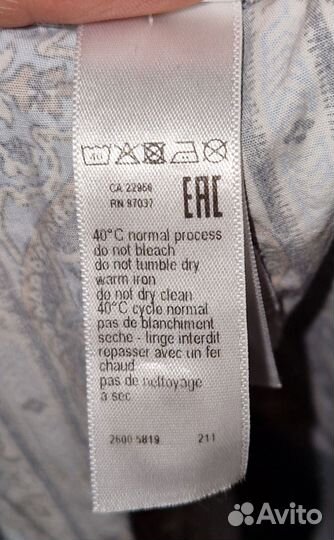 40
CA 22956
RN 97037
EAC
40°C normal process
do not bleach
do not tumble dry
warm iron
do not dry clean
40°C cycle normal
pas de blanchiment
seche - linge interdit
repasser avec un fer
chaud
pas de nettoyage
a sec
2600 5819 211
Avito